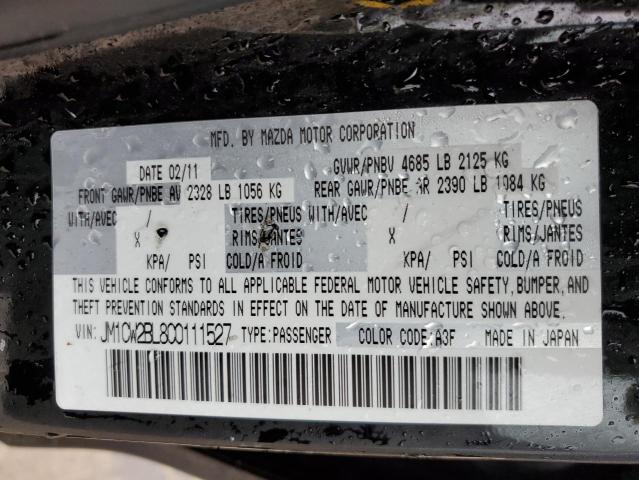 MFD. BY MAZDA MOTOR CORPORATION
DATE 02/11 GVWR/PNBV 4685 LB 2125 KG
FRONT GAWR/PNBE AV 2328 LB 1056 KG REAR GAWR/PNBE AR 2390 LB 1084 KG
WITH/AVEC / TIRES/PNEUS WITH/AVEC / TIRES/PNEUS
X RIMS/JANTES X RIMS/JANTES
KPA/ PSI COLD/A FROID KPA/ PSI COLD/A FROID
THIS VEHICLE CONFORMS TO ALL APPLICABLE FEDERAL MOTOR VEHICLE SAFETY, BUMPER, AND
THEFT PREVENTION STANDARDS IN EFFECT ON THE DATE OF MANUFACTURE SHOWN ABOVE.
VIN: JM1CW2BL8C0111527 TYPE:PASSENGER COLOR CODE:A3F MADE IN JAPAN